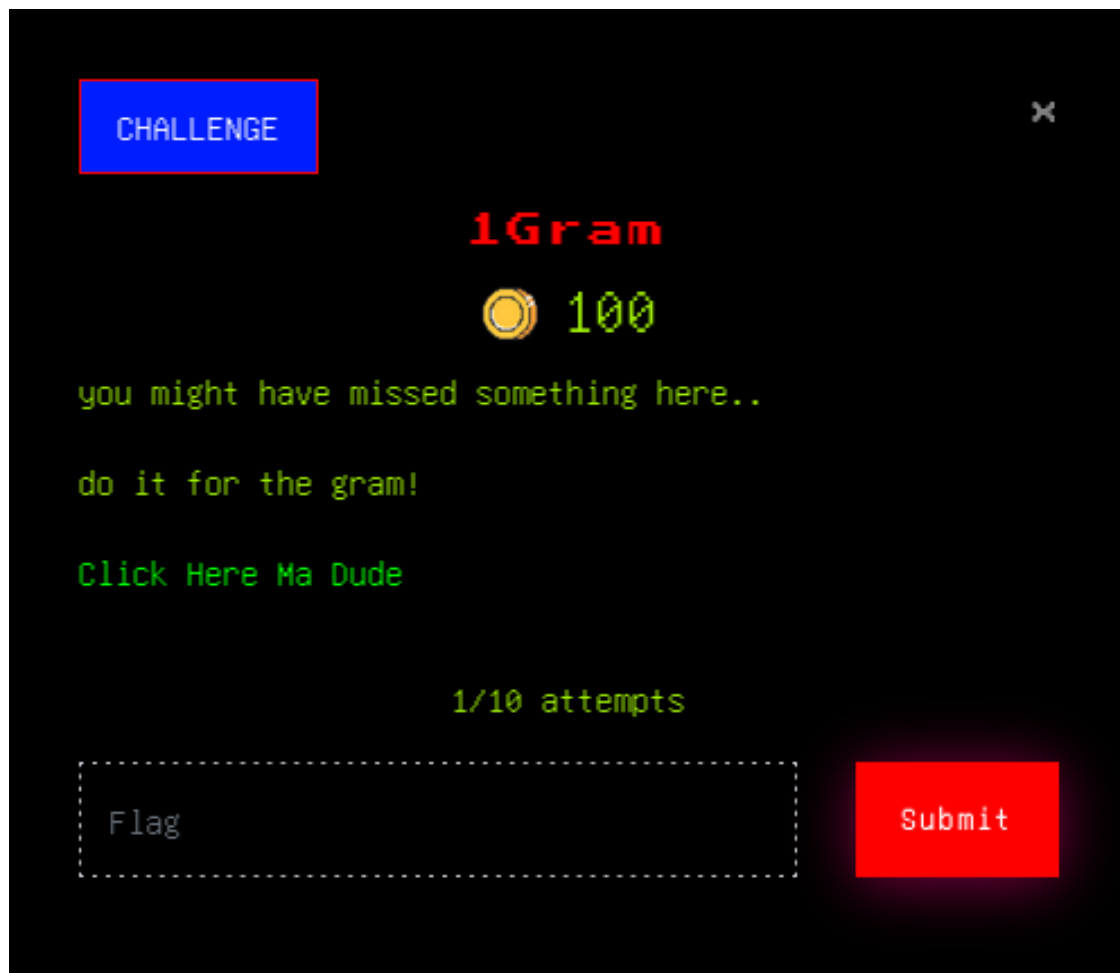 CHALLENGE
×
1Gram
100
you might have missed something here..
do it for the gram!
Click Here Ma Dude
1/10 attempts
Flag
Submit